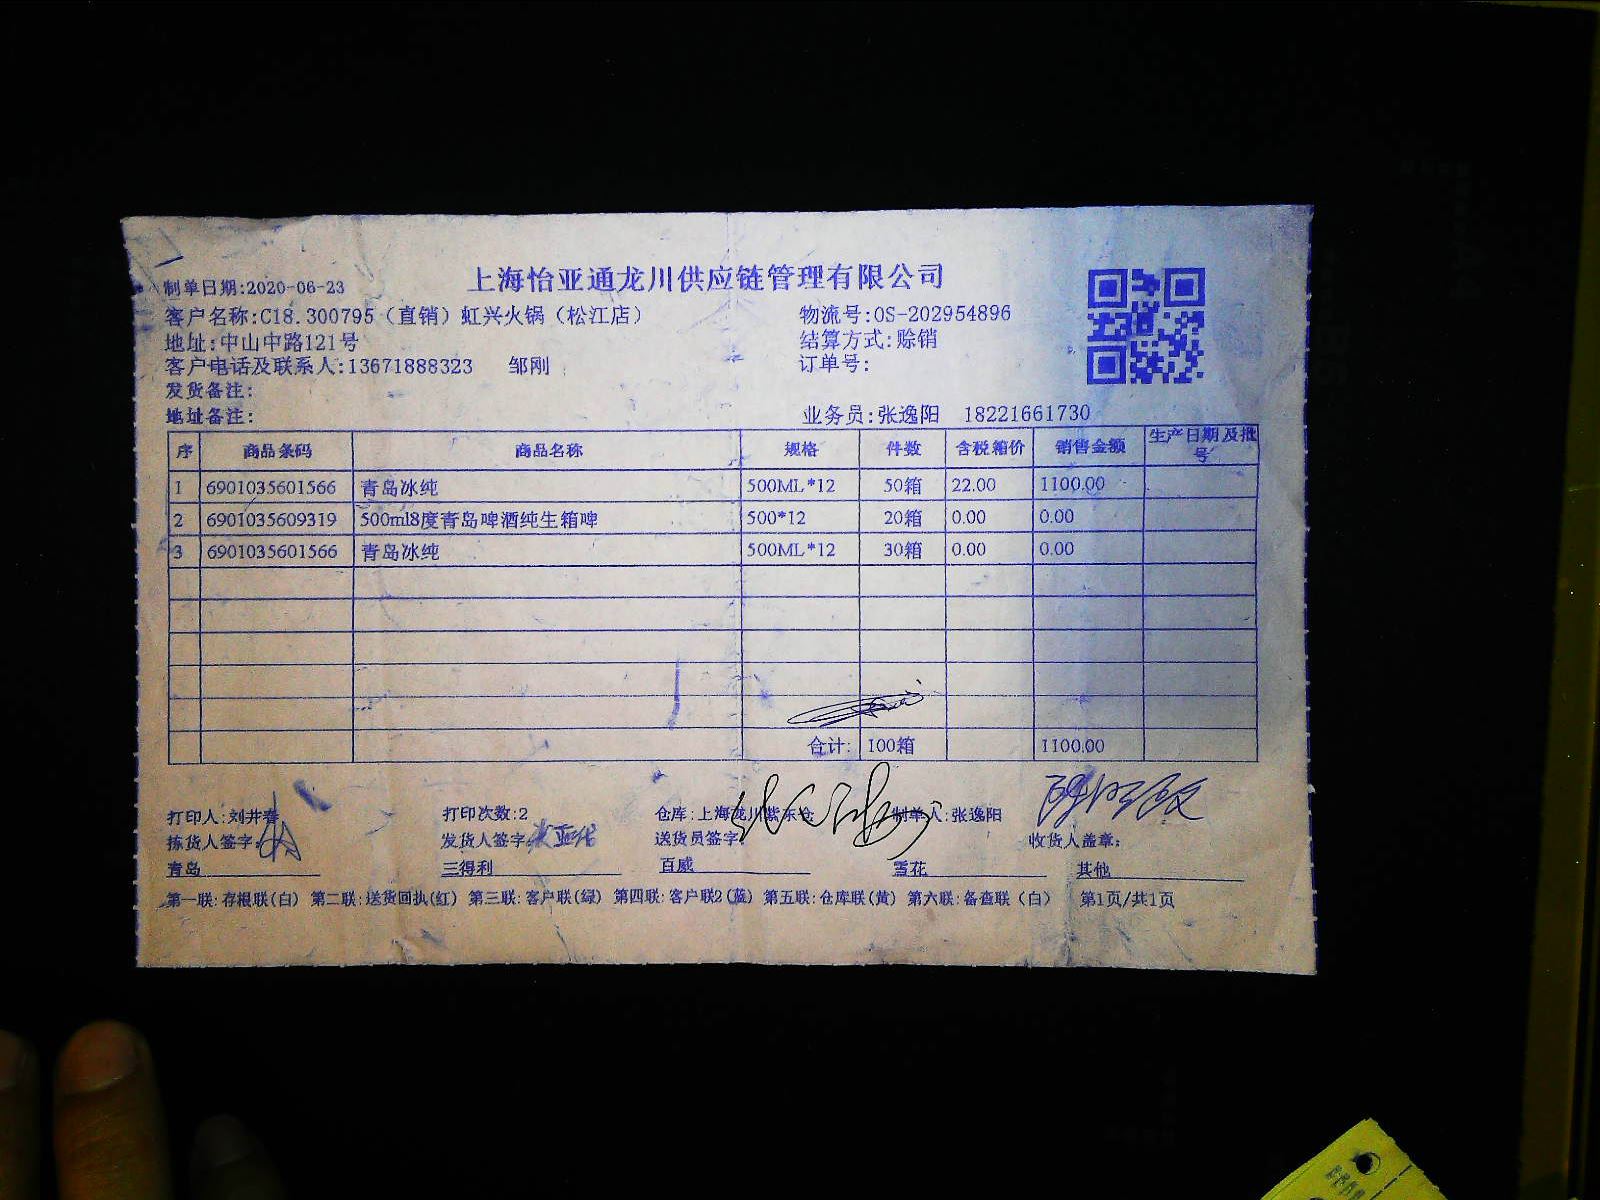 上海怡亚通龙川供应链管理有限公司
制单日期:2020-06-23
客户名称:C18.300795（直销）虹兴火锅（松江店） 物流号:OS-202954896
地址:中山中路121号 结算方式:赊销
客户电话及联系人:13671888323 邹刚 订单号:
发货备注:
地址备注: 业务员:张逸阳 18221661730
序 商品条码 商品名称 规格 件数 含税箱价 销售金额 生产日期及批号
1 6901035601566 青岛冰纯 500ML*12 50箱 22.00 1100.00
2 6901035609319 500ml8度青岛啤酒纯生箱啤 500*12 20箱 0.00 0.00
3 6901035601566 青岛冰纯 500ML*12 30箱 0.00 0.00
合计: 100箱 1100.00
打印人:刘井春 打印次数:2 仓库:上海龙川紫东仓 制单人:张逸阳
拣货人签字: 发货人签字: 送货员签字: 收货人盖章:
青岛 三得利 百威 雪花 其他
第一联:存根联(白) 第二联:送货回执(红) 第三联:客户联(绿) 第四联:客户联2(蓝) 第五联:仓库联(黄) 第六联:备查联（白） 第1页/共1页